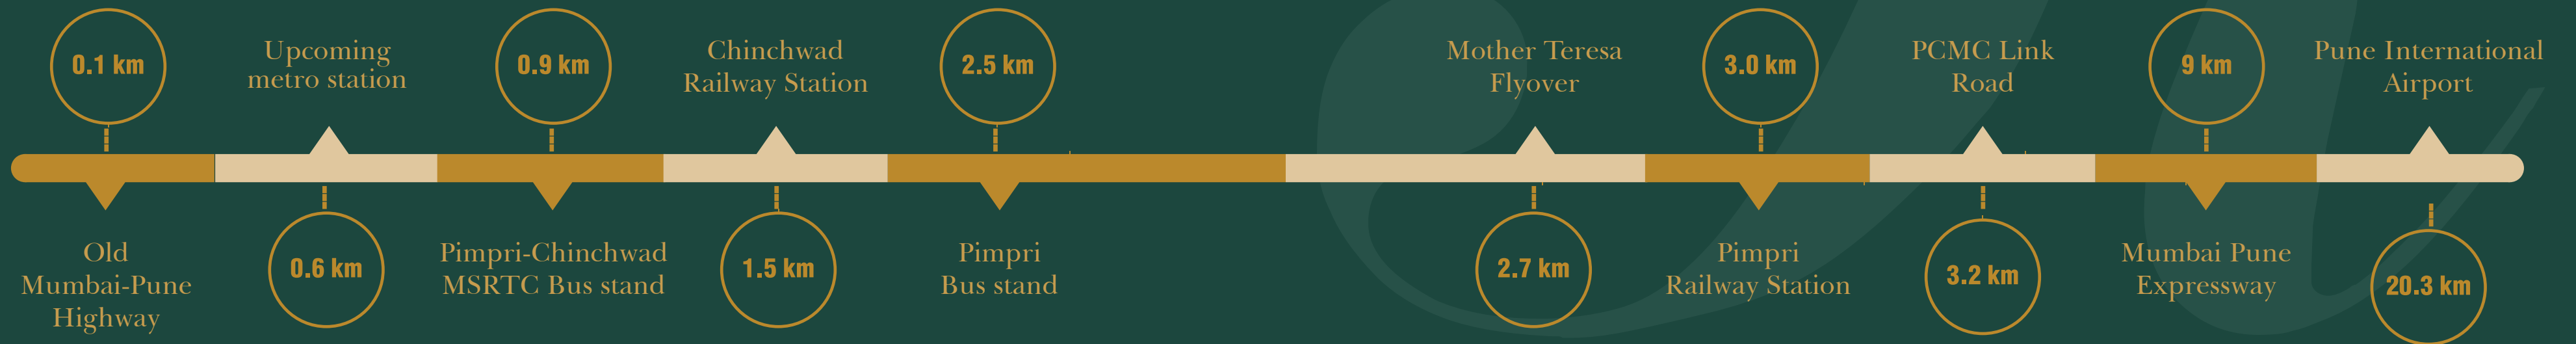 0.1 km
Old
Mumbai-Pune
Highway
Upcoming
metro station
0.6 km
0.9 km
Pimpri-Chinchwad
MSRTC Bus stand
Chinchwad
Railway Station
1.5 km
2.5 km
Pimpri
Bus stand
Mother Teresa
Flyover
2.7 km
3.0 km
Pimpri
Railway Station
PCMC Link
Road
3.2 km
9 km
Mumbai Pune
Expressway
Pune International
Airport
20.3 km